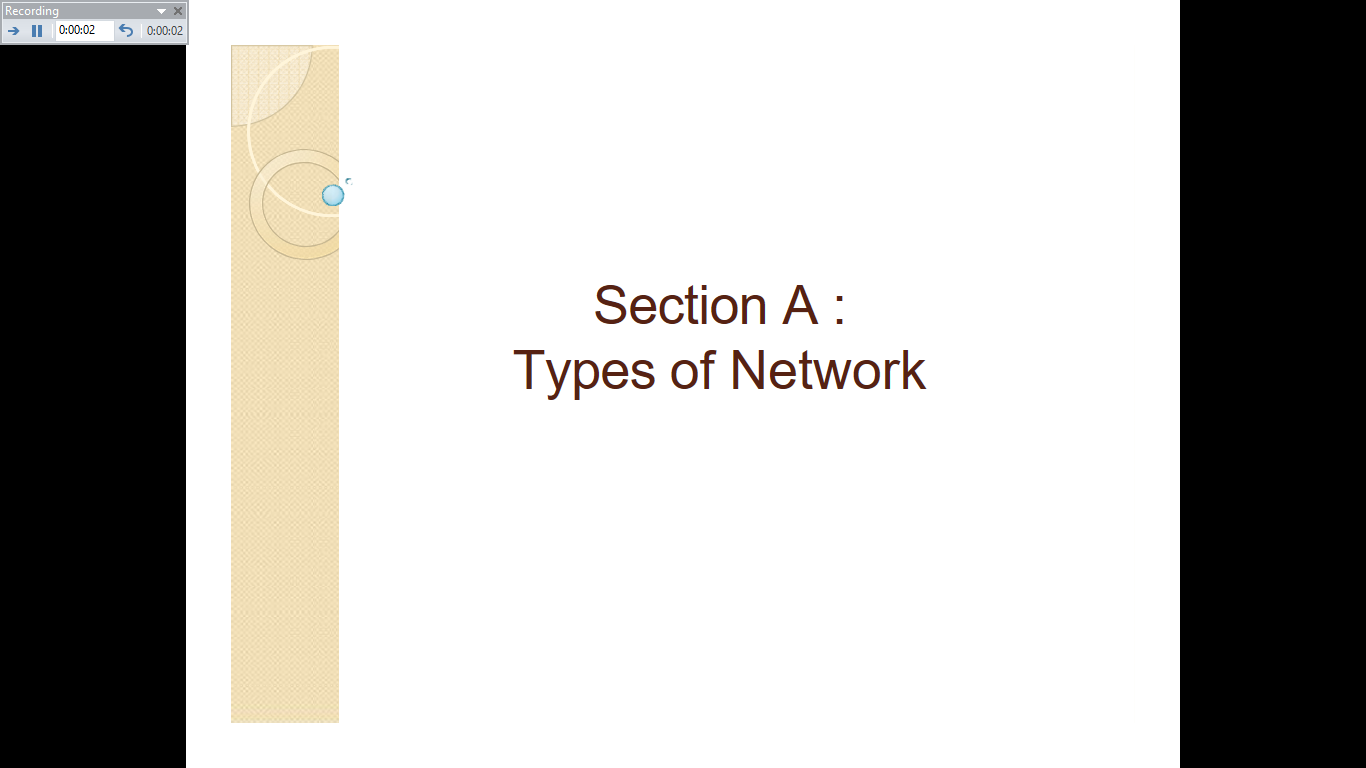 Recording
0:00:02 0:00:02
Section A :
Types of Network